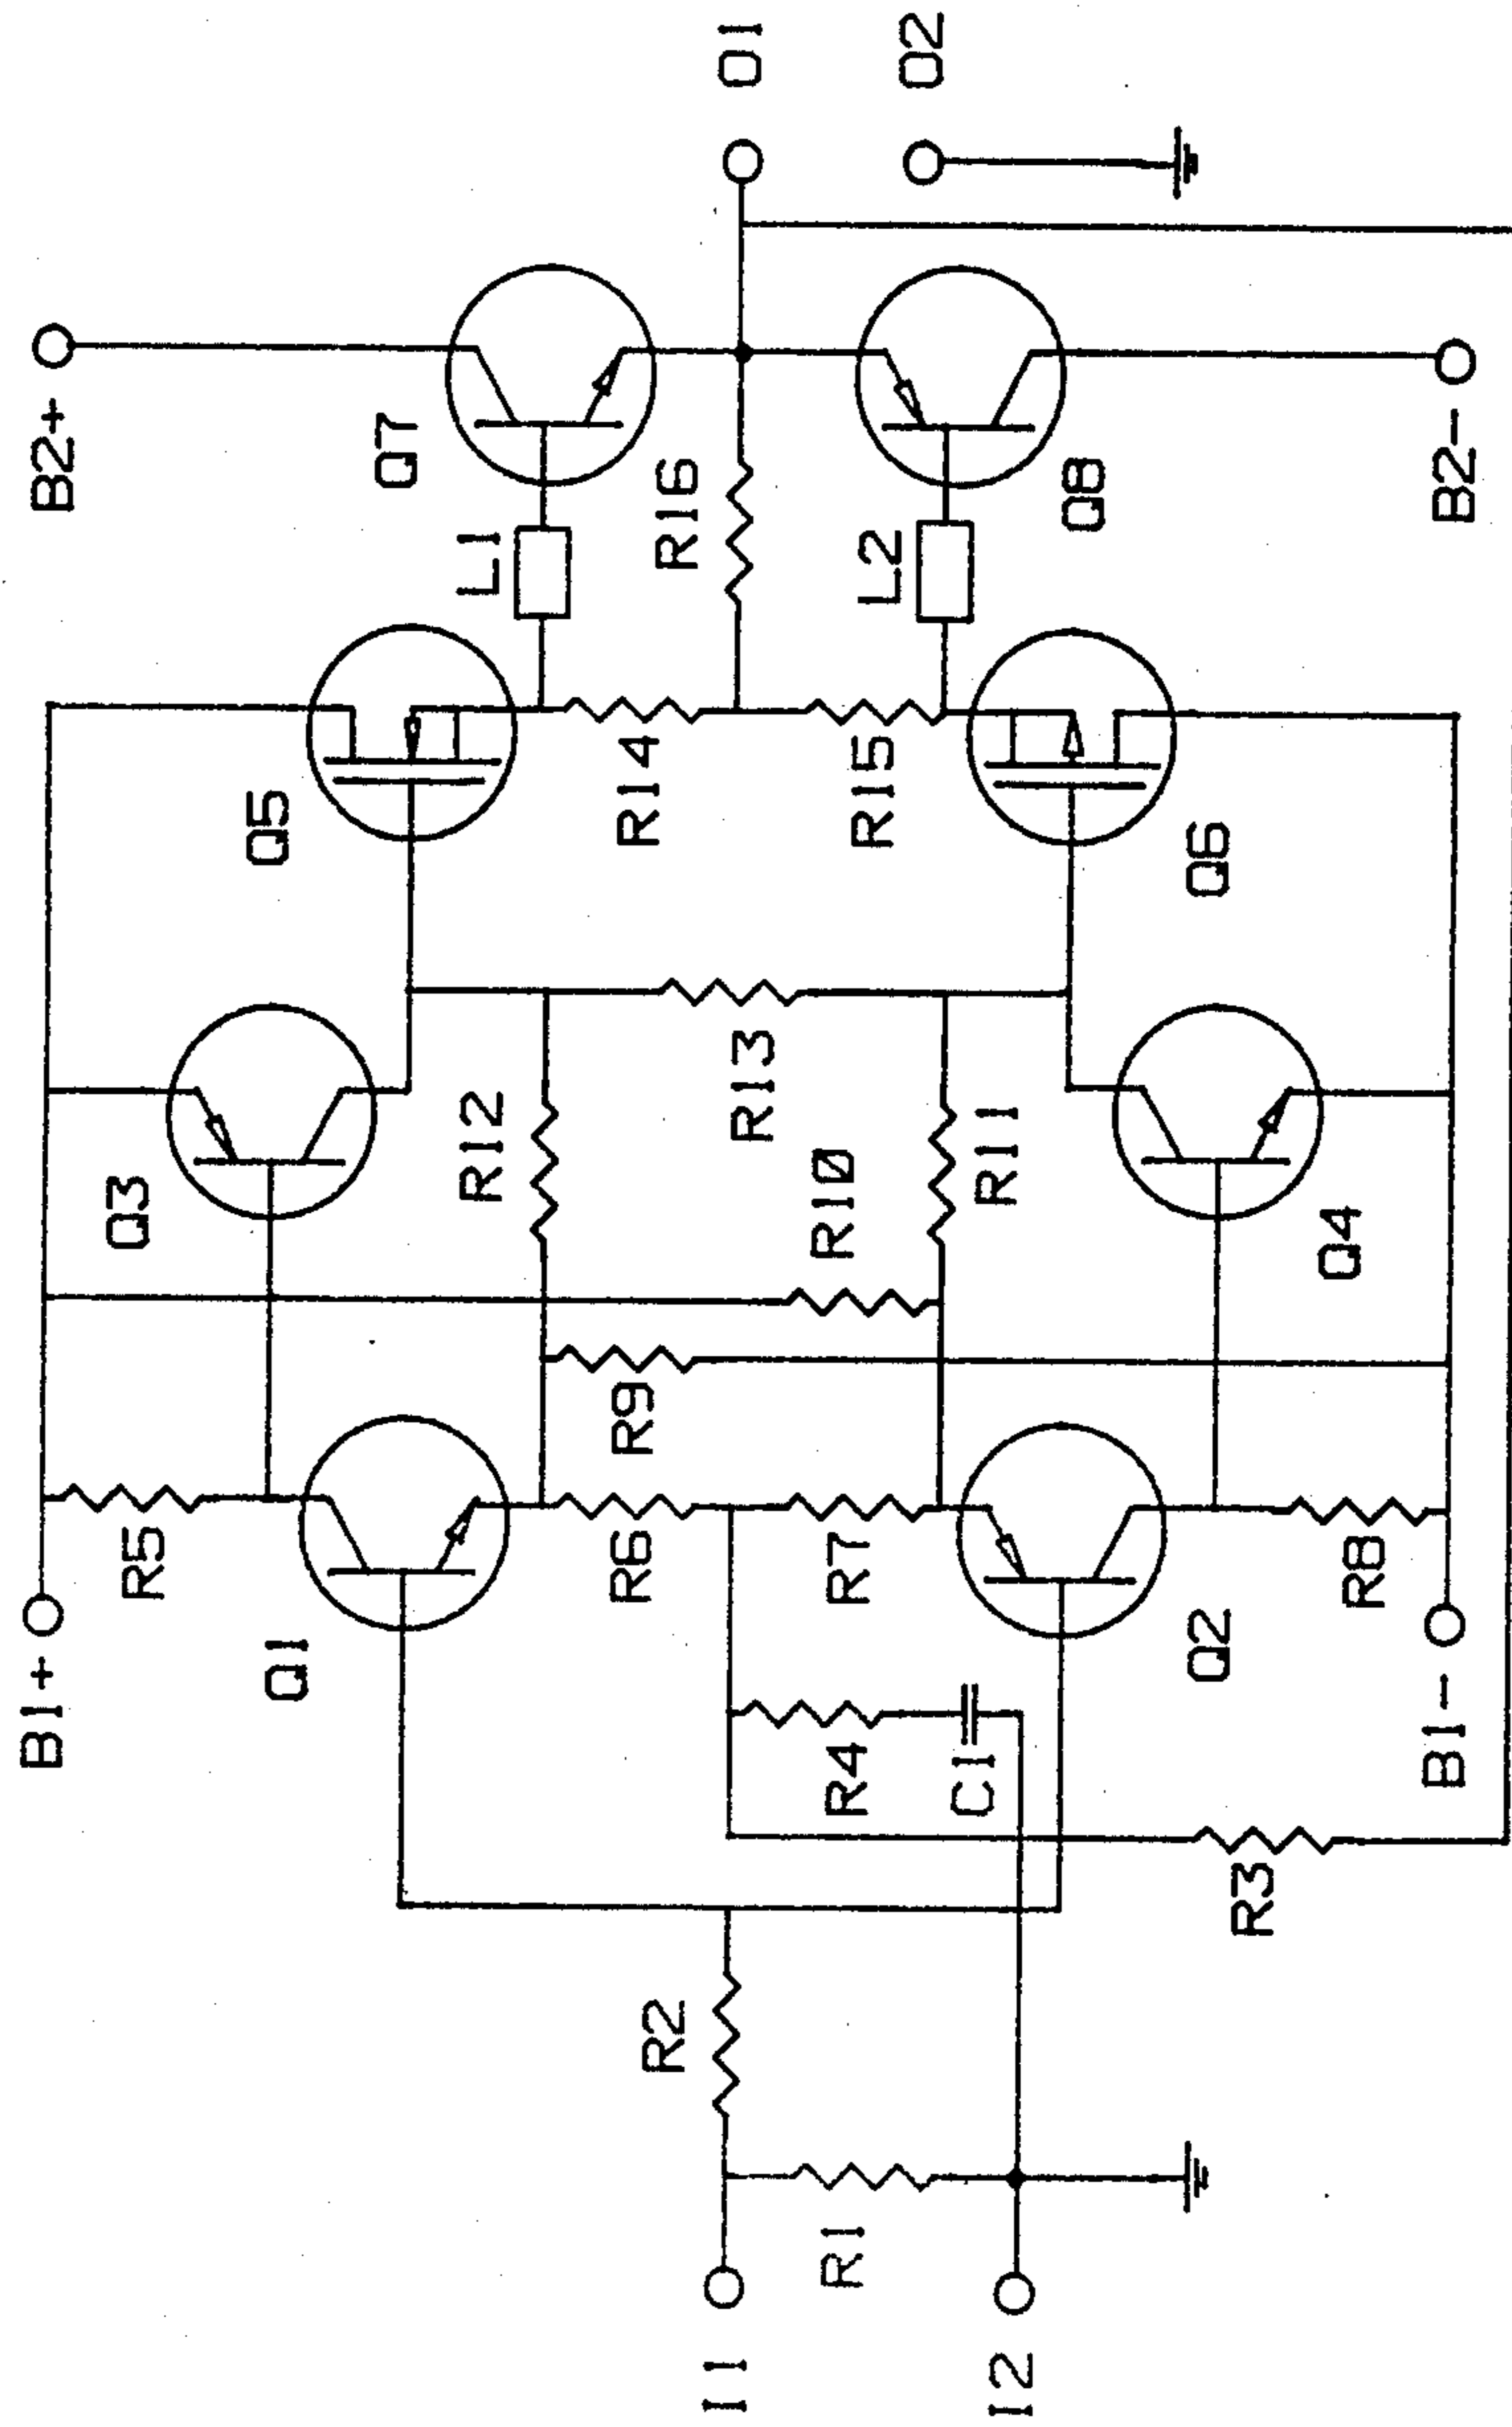 B1+
B2+
R5
Q1
Q3
Q5
Q7
L1
R12
R9
R6
R2
I1
R14
R16
O1
R13
R10
R7
R4
C1
R1
I2
R11
R15
L2
O2
Q2
Q4
Q6
Q8
R8
R3
B1-
B2-